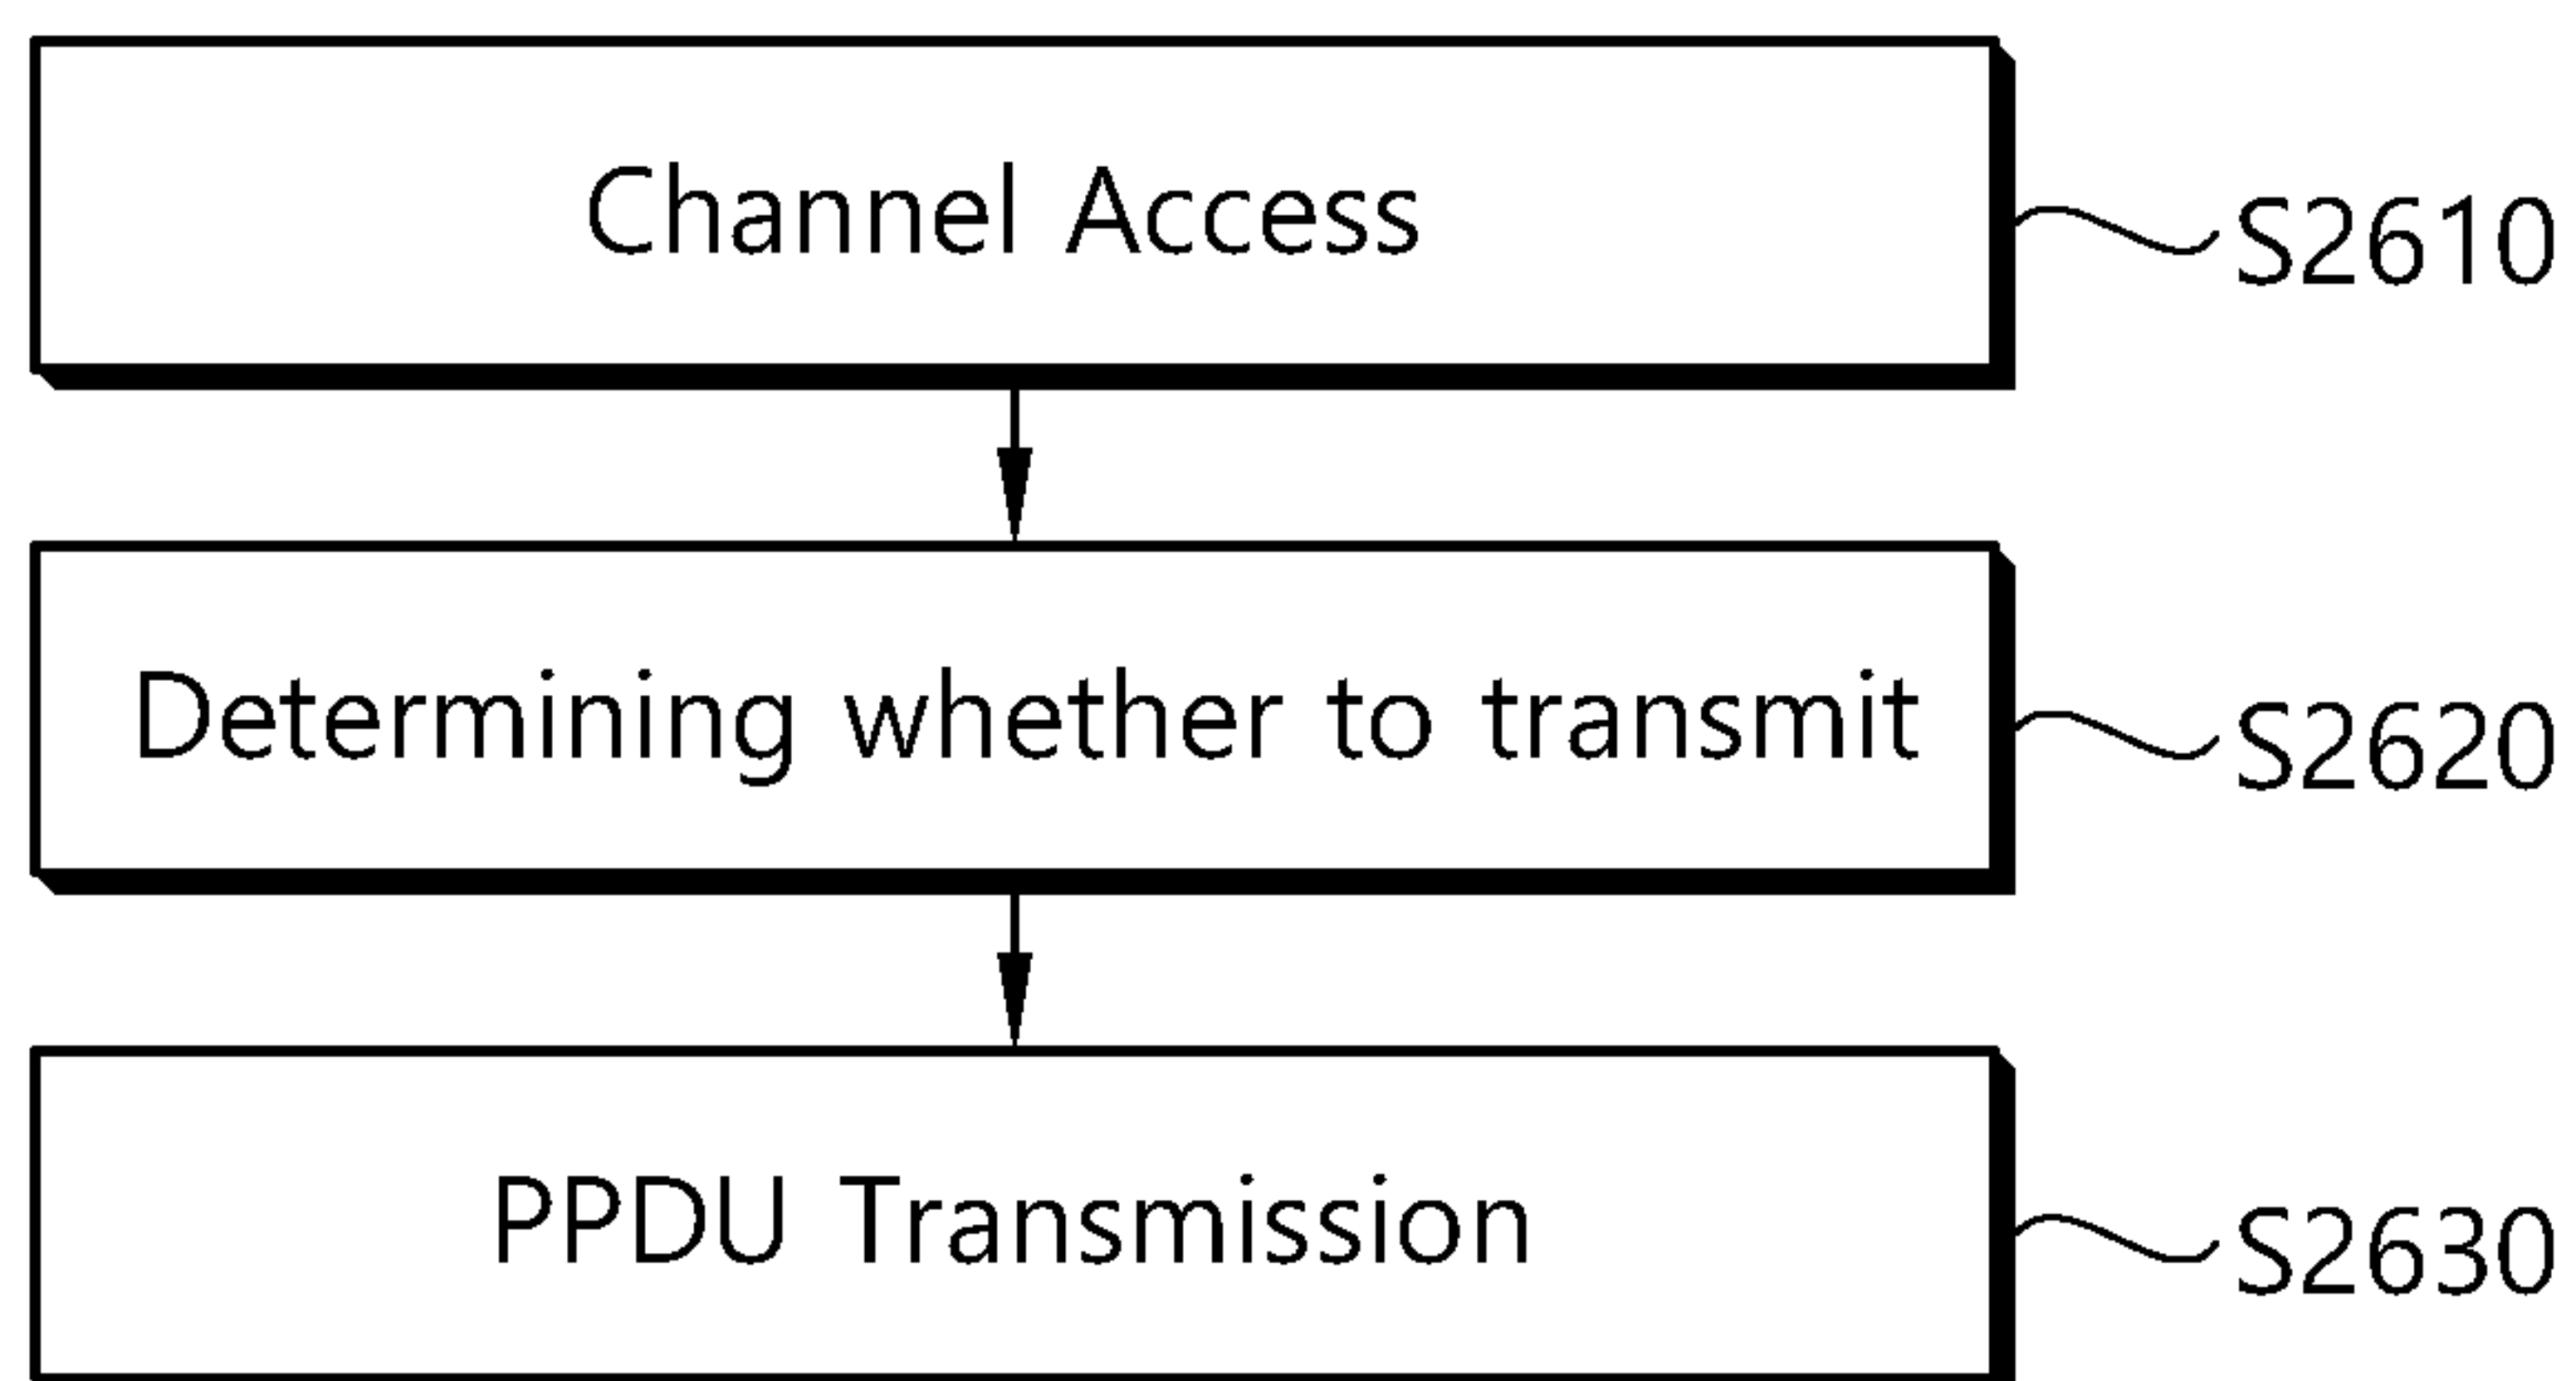 Channel Access
S2610
Determining whether to transmit
S2620
PPDU Transmission
S2630